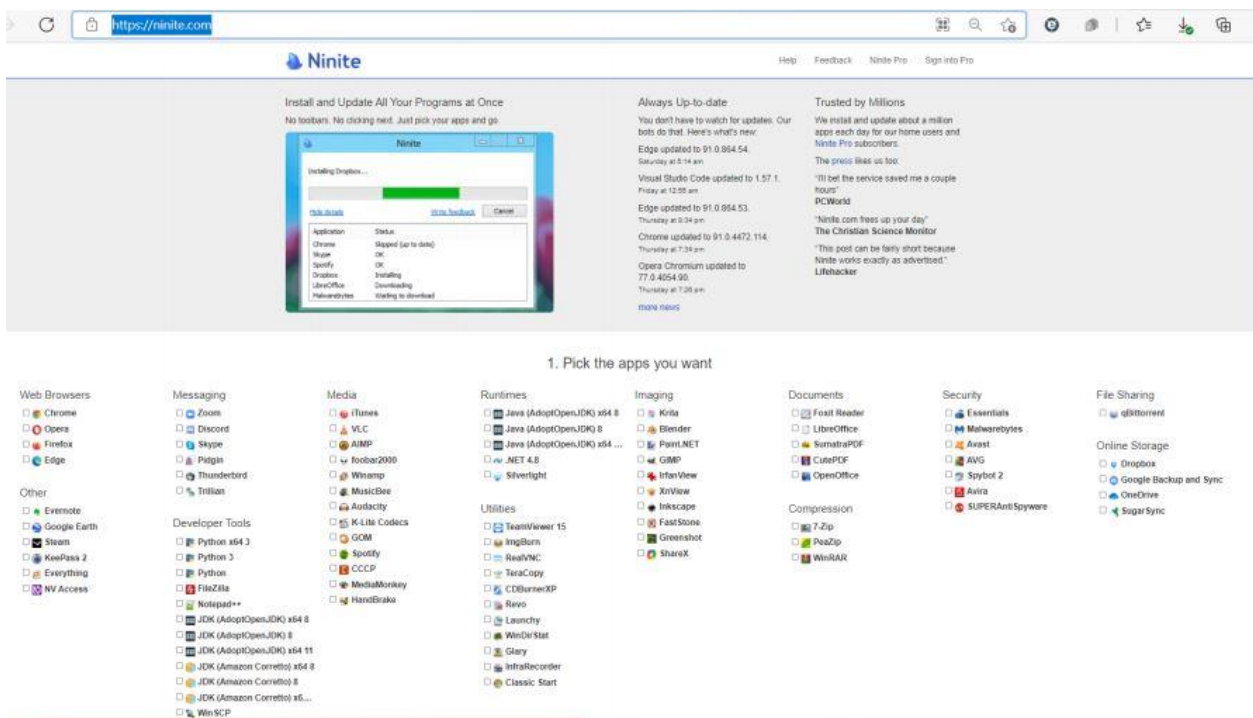 https://ninite.com
Ninite
Help Feedback Ninite Pro Sign into Pro
Install and Update All Your Programs at Once
No toolbars. No clicking next. Just pick your apps and go.
Ninite
Installing Dropbox...
Hide details Write feedback Cancel
Application Status
Chrome Skipped (up to date)
Skype OK
Spotify OK
Dropbox Installing
LibreOffice Downloading
Malwarebytes Waiting to download
Always Up-to-date
You don't have to watch for updates. Our
bots do that. Here's what's new:
Edge updated to 91.0.864.54.
Saturday at 5:14 am
Visual Studio Code updated to 1.57.1.
Friday at 12:55 am
Edge updated to 91.0.864.53.
Thursday at 9:34 pm
Chrome updated to 91.0.4472.114.
Thursday at 7:34 pm
Opera Chromium updated to
77.0.4054.90.
Thursday at 7:28 pm
more news
Trusted by Millions
We install and update about a million
apps each day for our home users and
Ninite Pro subscribers.
The press likes us too:
"I'll bet the service saved me a couple
hours"
PCWorld
"Ninite.com frees up your day"
The Christian Science Monitor
"This post can be fairly short because
Ninite works exactly as advertised."
Lifehacker
1. Pick the apps you want
Web Browsers
Chrome
Opera
Firefox
Edge
Other
Evernote
Google Earth
Steam
KeePass 2
Everything
NV Access
Messaging
Zoom
Discord
Skype
Pidgin
Thunderbird
Trillian
Developer Tools
Python x64 3
Python 3
Python
FileZilla
Notepad++
JDK (AdoptOpenJDK) x64 8
JDK (AdoptOpenJDK) 8
JDK (AdoptOpenJDK) x64 11
JDK (Amazon Corretto) x64 8
JDK (Amazon Corretto) 8
JDK (Amazon Corretto) x6...
WinSCP
Media
iTunes
VLC
AIMP
foobar2000
Winamp
MusicBee
Audacity
K-Lite Codecs
GOM
Spotify
CCCP
MediaMonkey
HandBrake
Runtimes
Java (AdoptOpenJDK) x64 8
Java (AdoptOpenJDK) 8
Java (AdoptOpenJDK) x64 ...
.NET 4.8
Silverlight
Utilities
TeamViewer 15
ImgBurn
RealVNC
TeraCopy
CDBurnerXP
Revo
Launchy
WinDirStat
Glary
InfraRecorder
Classic Start
Imaging
Krita
Blender
Paint.NET
GIMP
IrfanView
XnView
Inkscape
FastStone
Greenshot
ShareX
Documents
Foxit Reader
LibreOffice
SumatraPDF
CutePDF
OpenOffice
Compression
7-Zip
PeaZip
WinRAR
Security
Essentials
Malwarebytes
Avast
AVG
Spybot 2
Avira
SUPERAntiSpyware
File Sharing
qBittorrent
Online Storage
Dropbox
Google Backup and Sync
OneDrive
SugarSync